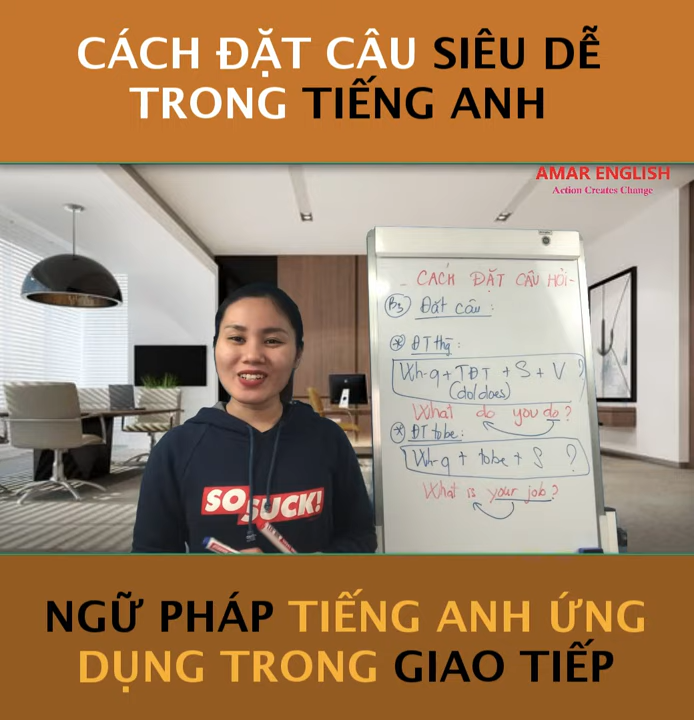 CÁCH ĐẶT CÂU SIÊU DỄ
TRONG TIẾNG ANH
AMAR ENGLISH
Action Creates Change
- CÁCH ĐẶT CÂU HỎI -
B3 Đặt câu :
* ĐT thg :
Wh-q + TĐT + S + V ?
(do/does)
What do you do ?
* ĐT tobe :
Wh-q + tobe + S ?
What is your job ?
SO SUCK!
NGỮ PHÁP TIẾNG ANH ỨNG
DỤNG TRONG GIAO TIẾP